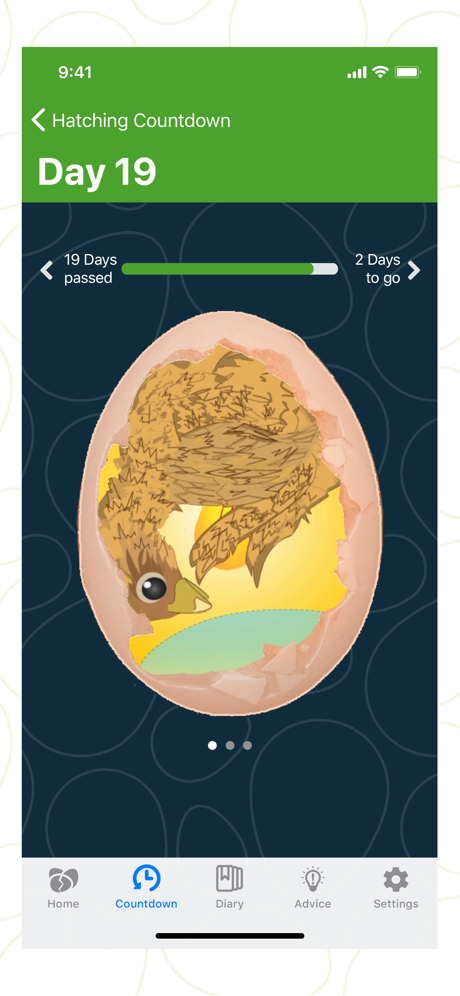 9:41
Hatching Countdown
Day 19
19 Days
passed
2 Days
to go
Home
Countdown
Diary
Advice
Settings